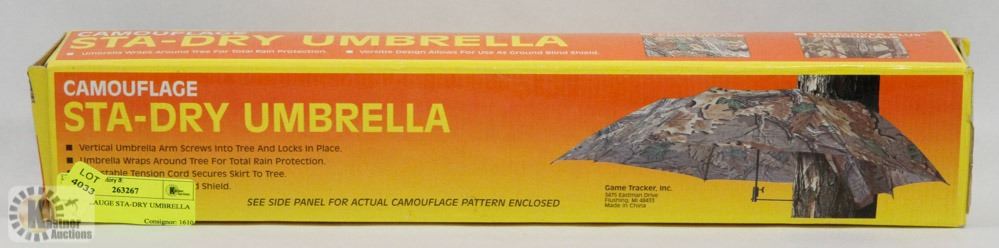 CAMOUFLAGE
STA-DRY UMBRELLA
■ Umbrella Wraps Around Tree For Total Rain Protection. ■ Versitle Design Allows For Use As Ground Blind Shield.
CAMOUFLAGE
STA-DRY UMBRELLA
■ Vertical Umbrella Arm Screws Into Tree And Locks In Place.
■ Umbrella Wraps Around Tree For Total Rain Protection.
Tension Cord Secures Skirt To Tree.
Shield.
SEE SIDE PANEL FOR ACTUAL CAMOUFLAGE PATTERN ENCLOSED
Game Tracker, Inc.
3475 Eastman Drive
Flushing, MI 48433
Made in China
LOT
4033
263267
STA-DRY UMBRELLA
Consignor: 1610
Kastner
Auctions